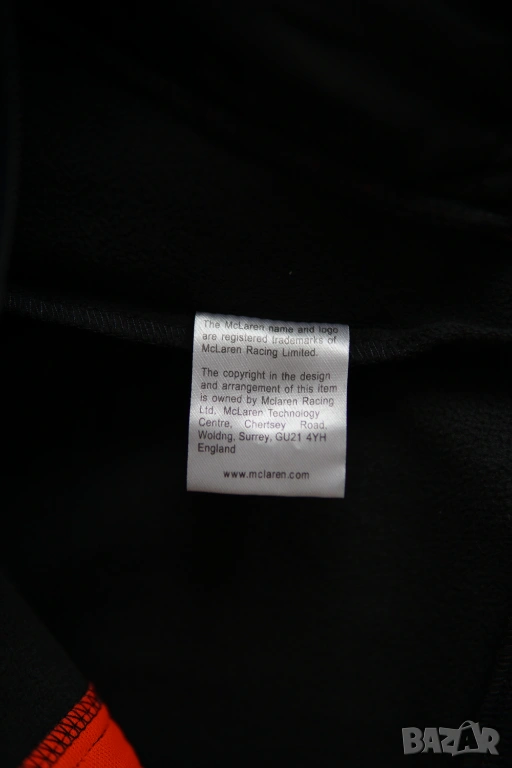 The McLaren name and logo
are registered trademarks of
McLaren Racing Limited.
The copyright in the design
and arrangement of this item
is owned by Mclaren Racing
Ltd, McLaren Technology
Centre, Chertsey Road,
Woldng, Surrey, GU21 4YH
England
www.mclaren.com
BAZAR